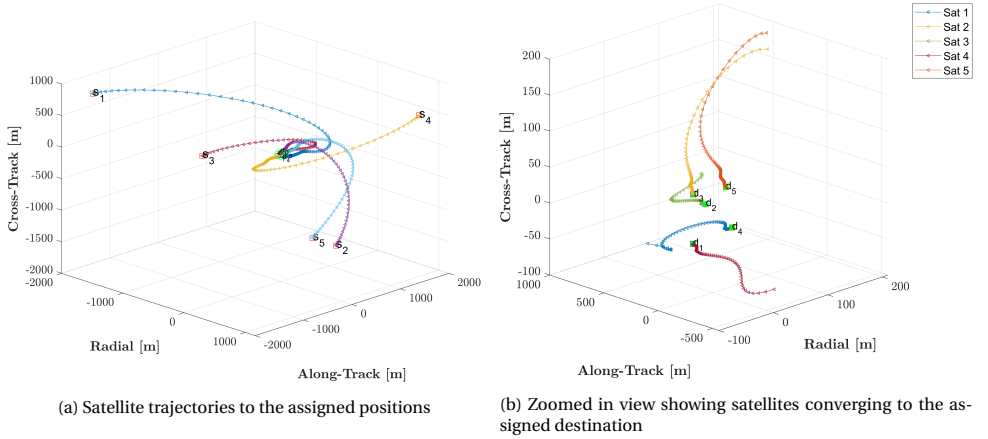 1000
500
0
-500
-1000
-1500
-2000
Cross-Track [m]
-2000
-1000
0
1000
Radial [m]
-2000
-1000
0
1000
2000
Along-Track [m]
S1
S2
S3
S4
S5
(a) Satellite trajectories to the assigned positions
Sat 1
Sat 2
Sat 3
Sat 4
Sat 5
200
150
100
50
0
-50
-100
Cross-Track [m]
1000
500
0
-500
Along-Track [m]
-100
0
100
200
Radial [m]
d5
d3
d2
d4
d1
(b) Zoomed in view showing satellites converging to the as-
signed destination